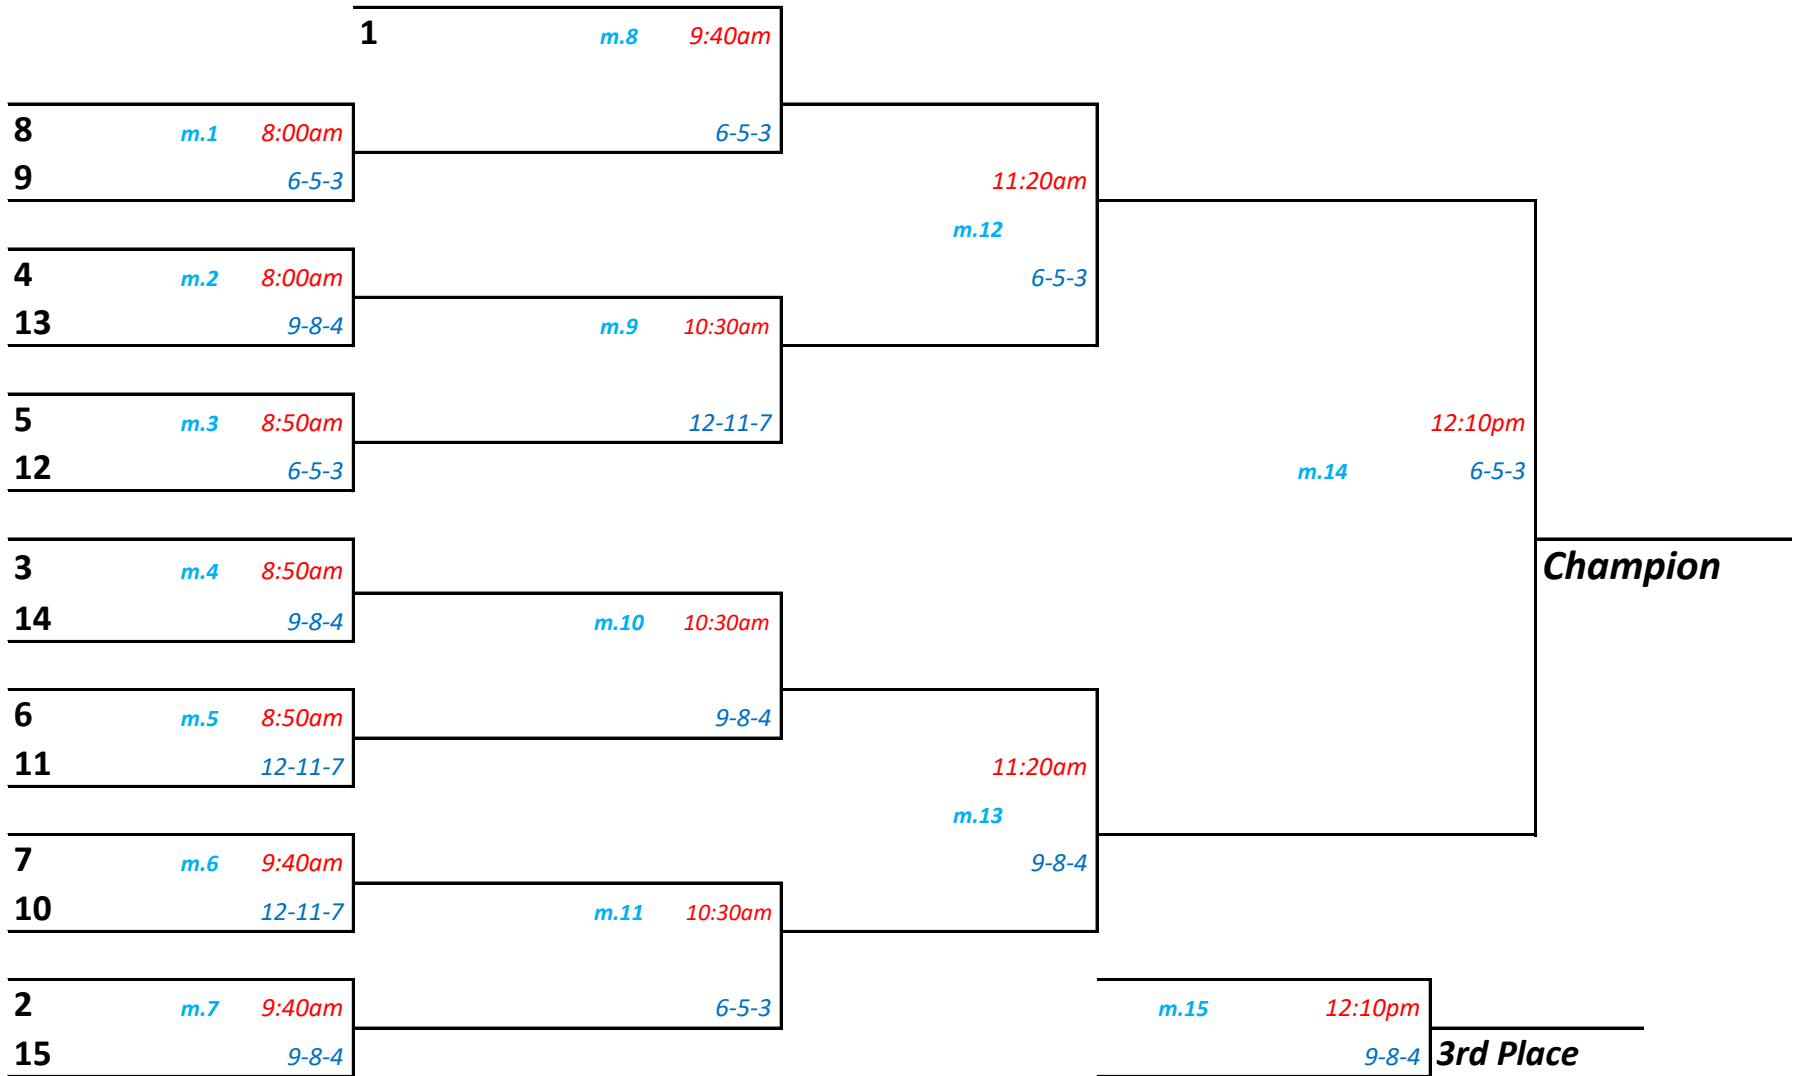 1 m.8 9:40am
8 m.1 8:00am 6-5-3
9 6-5-3
11:20am
m.12
4 m.2 8:00am 6-5-3
13 9-8-4 m.9 10:30am
5 m.3 8:50am 12-11-7
12 6-5-3
12:10pm
m.14 6-5-3
3 m.4 8:50am
Champion
14 9-8-4 m.10 10:30am
6 m.5 8:50am 9-8-4
11 12-11-7
11:20am
m.13
7 m.6 9:40am 9-8-4
10 12-11-7 m.11 10:30am
2 m.7 9:40am 6-5-3 m.15 12:10pm
15 9-8-4 9-8-4 3rd Place